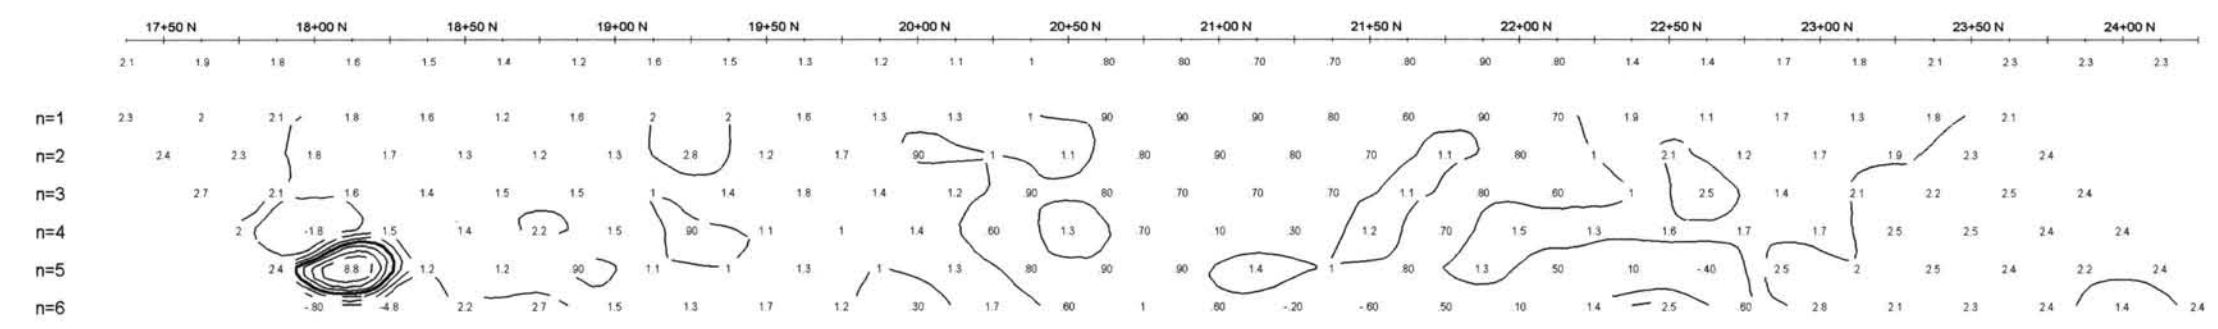 17+50 N 18+00 N 18+50 N 19+00 N 19+50 N 20+00 N 20+50 N 21+00 N 21+50 N 22+00 N 22+50 N 23+00 N 23+50 N 24+00 N
2.1 1.9 1.8 1.6 1.5 1.4 1.2 1.6 1.5 1.3 1.2 1.1 1 .80 .80 .70 .70 .80 .90 .80 1.4 1.4 1.7 1.8 2.1 2.3 2.3 2.3
n=1 2.3 2 2.1 1.8 1.6 1.2 1.6 2 2 1.6 1.3 1.3 1 .90 .90 .90 .80 .60 .90 .70 1.9 1.1 1.7 1.3 1.8 2.1
n=2 2.4 2.3 1.8 1.7 1.3 1.2 1.3 2.8 1.2 1.7 .90 1 1.1 .80 .90 .80 .70 1.1 .80 1 2.1 1.2 1.7 1.9 2.3 2.4
n=3 2.7 2.1 1.6 1.4 1.5 1.5 1 1.4 1.8 1.4 1.2 .90 .80 .70 .70 .70 1.1 .80 .60 1 2.5 1.4 2.1 2.2 2.5 2.4
n=4 2 -1.8 1.5 1.4 2.2 1.5 .90 1.1 1 1.4 .60 1.3 .70 .10 .30 1.2 .70 1.5 1.3 1.6 1.7 1.7 2.5 2.5 2.4 2.4
n=5 2.4 8.8 1.2 1.2 .90 1.1 1 1.3 1 1.3 .80 .90 .90 1.4 1 .80 1.3 .50 .10 -.40 2.5 2 2.5 2.4 2.2 2.4
n=6 -.80 -4.8 2.2 2.7 1.5 1.3 1.7 1.2 .30 1.7 .60 1 .60 -.20 -.60 .50 .10 1.4 2.5 .60 2.8 2.1 2.3 2.4 1.4 2.4